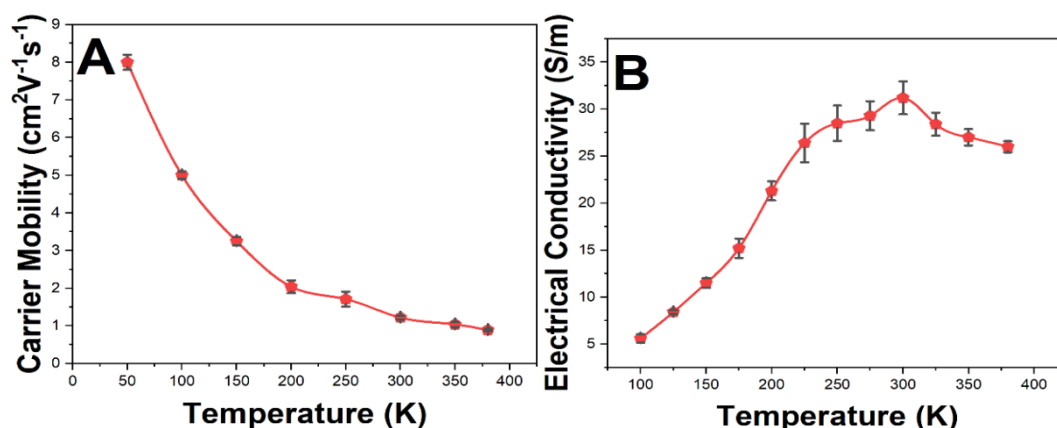 A
Carrier Mobility (cm²V⁻¹s⁻¹)
9
8
7
6
5
4
3
2
1
0
0 50 100 150 200 250 300 350 400
Temperature (K)
B
Electrical Conductivity (S/m)
35
30
25
20
15
10
5
100 150 200 250 300 350 400
Temperature (K)